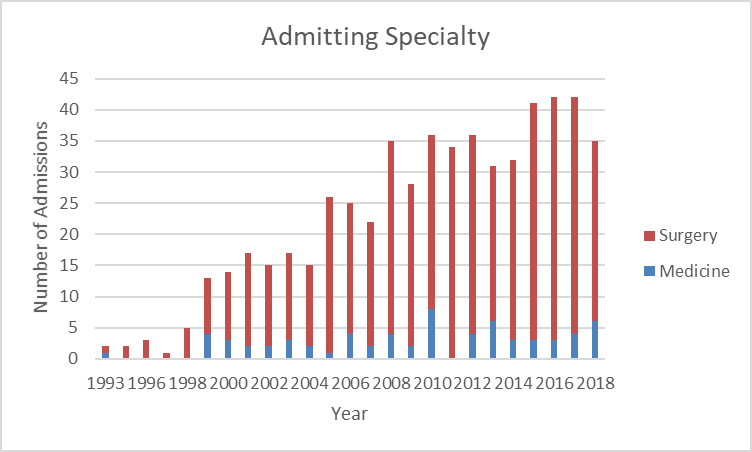 Admitting Specialty
45
40
35
30
25
20
15
10
5
0
Number of Admissions
1993 1996 1998 2000 2002 2004 2006 2008 2010 2012 2014 2016 2018
Year
Surgery
Medicine